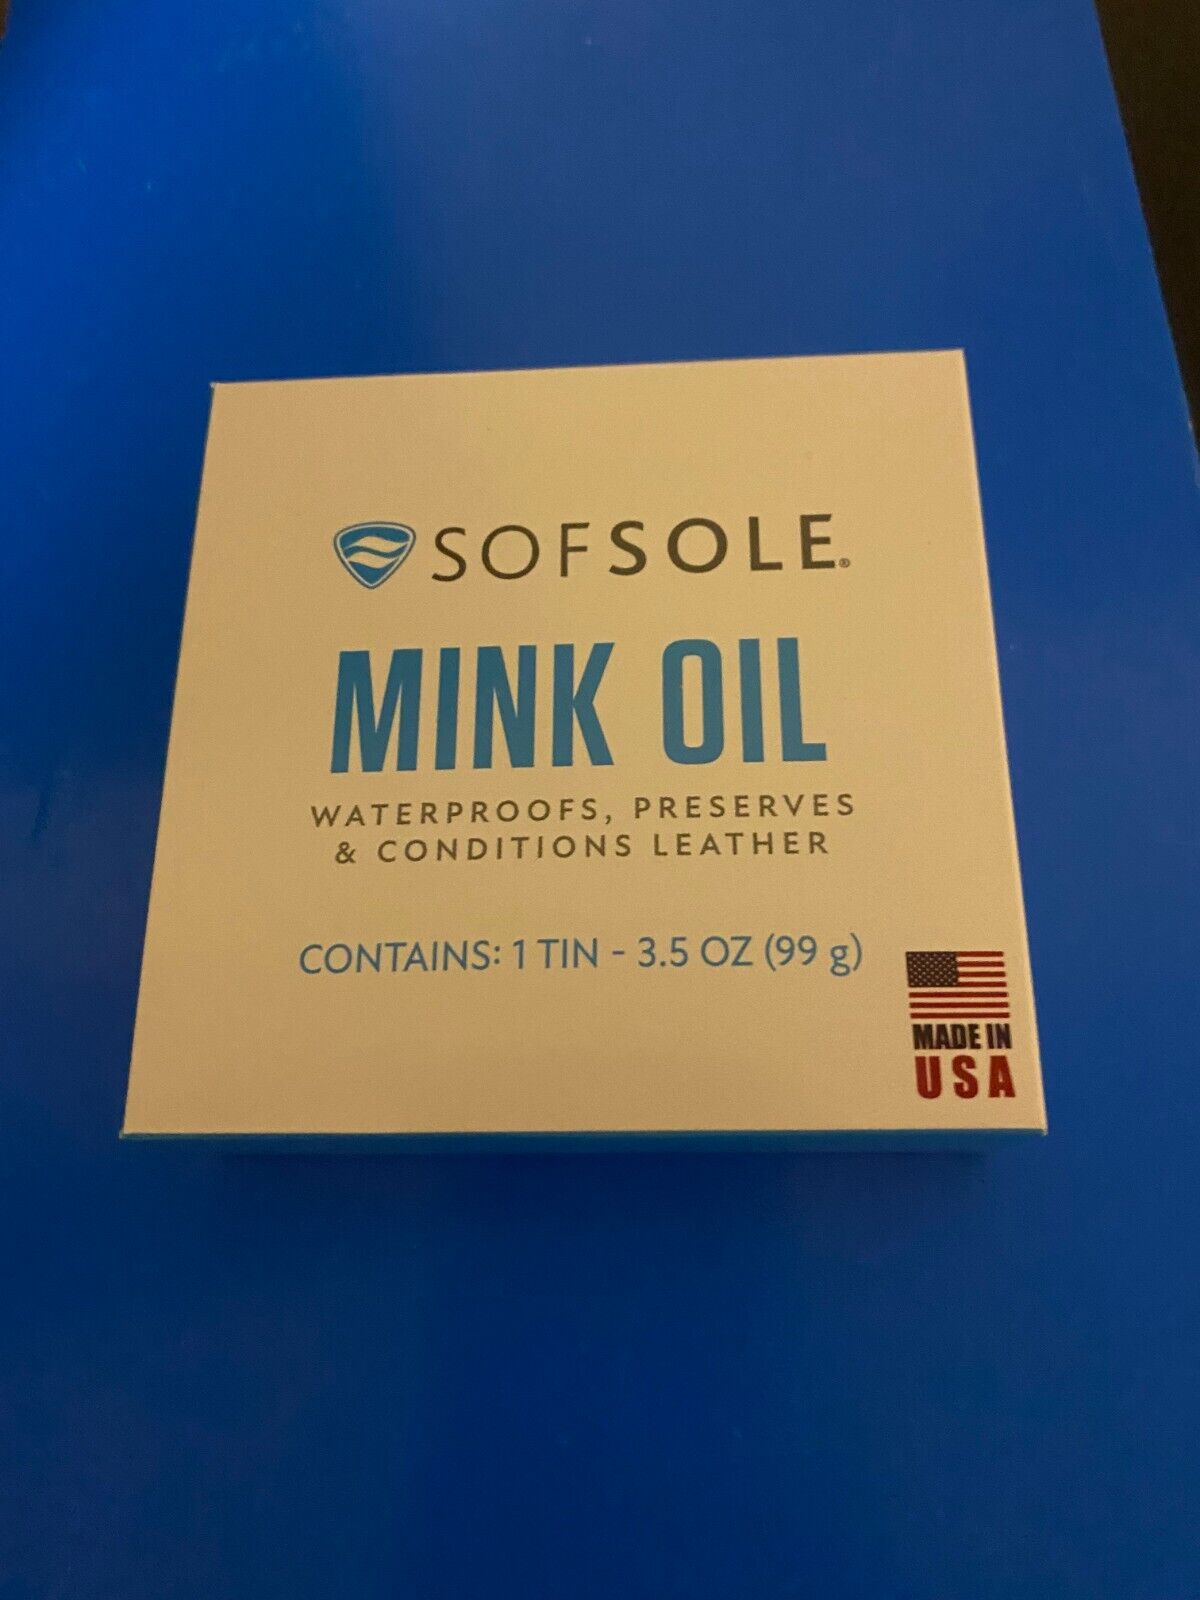 SOFSOLE®
MINK OIL
WATERPROOFS, PRESERVES
& CONDITIONS LEATHER
CONTAINS: 1 TIN - 3.5 OZ (99 g)
MADE IN
USA